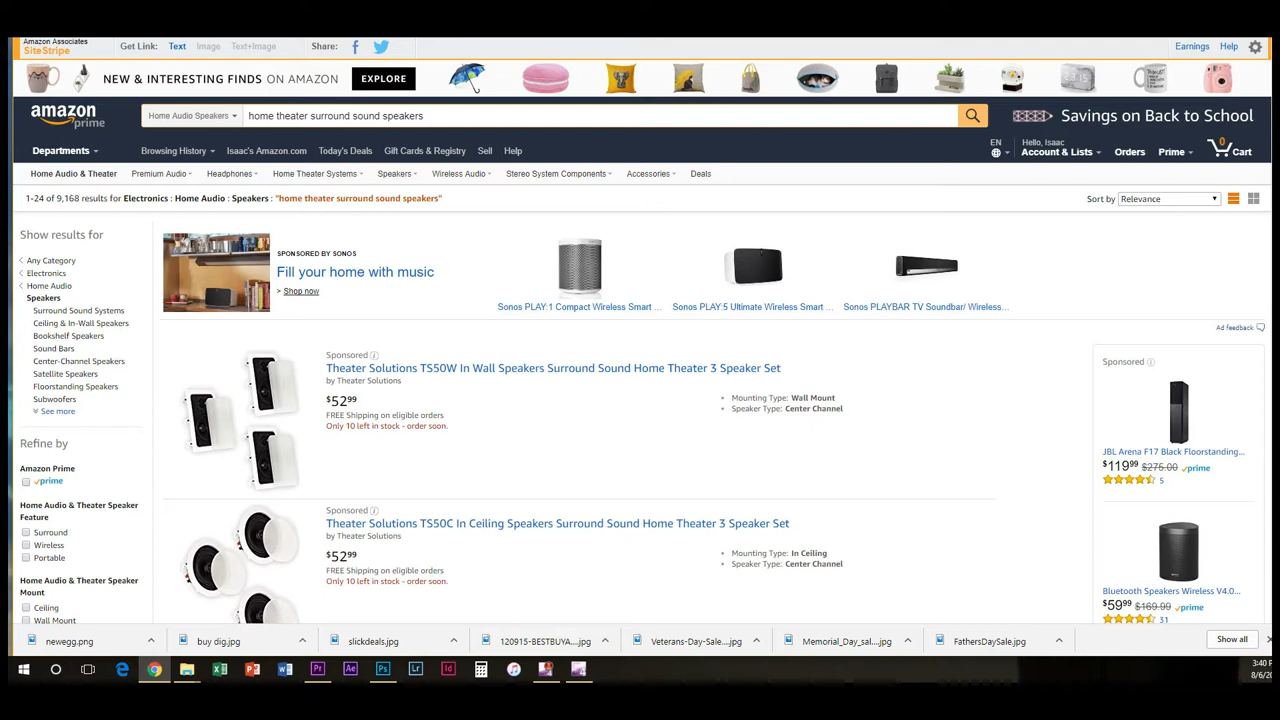 Amazon Associates
SiteStripe
Get Link: Text Image Text+Image Share:
Earnings Help
NEW & INTERESTING FINDS ON AMAZON EXPLORE
amazon
prime
Home Audio Speakers
home theater surround sound speakers
Savings on Back to School
Departments
Browsing History Isaac's Amazon.com Today's Deals Gift Cards & Registry Sell Help
EN
Hello, Isaac
Account & Lists Orders Prime
0
Cart
Home Audio & Theater Premium Audio Headphones Home Theater Systems Speakers Wireless Audio Stereo System Components Accessories Deals
1-24 of 9,168 results for Electronics : Home Audio : Speakers : "home theater surround sound speakers"
Sort by Relevance
Show results for
Any Category
Electronics
Home Audio
Speakers
Surround Sound Systems
Ceiling & In-Wall Speakers
Bookshelf Speakers
Sound Bars
Center-Channel Speakers
Satellite Speakers
Floorstanding Speakers
Subwoofers
See more
Refine by
Amazon Prime
prime
Home Audio & Theater Speaker
Feature
Surround
Wireless
Portable
Home Audio & Theater Speaker
Mount
Ceiling
Wall Mount
SPONSORED BY SONOS
Fill your home with music
> Shop now
Sonos PLAY:1 Compact Wireless Smart ...
Sonos PLAY:5 Ultimate Wireless Smart ...
Sonos PLAYBAR TV Soundbar/ Wireless...
Ad feedback
Sponsored
Theater Solutions TS50W In Wall Speakers Surround Sound Home Theater 3 Speaker Set
by Theater Solutions
$52 99
FREE Shipping on eligible orders
Only 10 left in stock - order soon.
Mounting Type: Wall Mount
Speaker Type: Center Channel
Sponsored
Theater Solutions TS50C In Ceiling Speakers Surround Sound Home Theater 3 Speaker Set
by Theater Solutions
$52 99
FREE Shipping on eligible orders
Only 10 left in stock - order soon.
Mounting Type: In Ceiling
Speaker Type: Center Channel
Sponsored
JBL Arena F17 Black Floorstanding...
$119 99 $275.00 prime
5
Bluetooth Speakers Wireless V4.0...
$59 99 $169.99 prime
31
newegg.png
buy dig.jpg
slickdeals.jpg
120915-BESTBUYA....jpg
Veterans-Day-Sale....jpg
Memorial_Day_sal....jpg
FathersDaySale.jpg
Show all
3:40 P
8/6/20